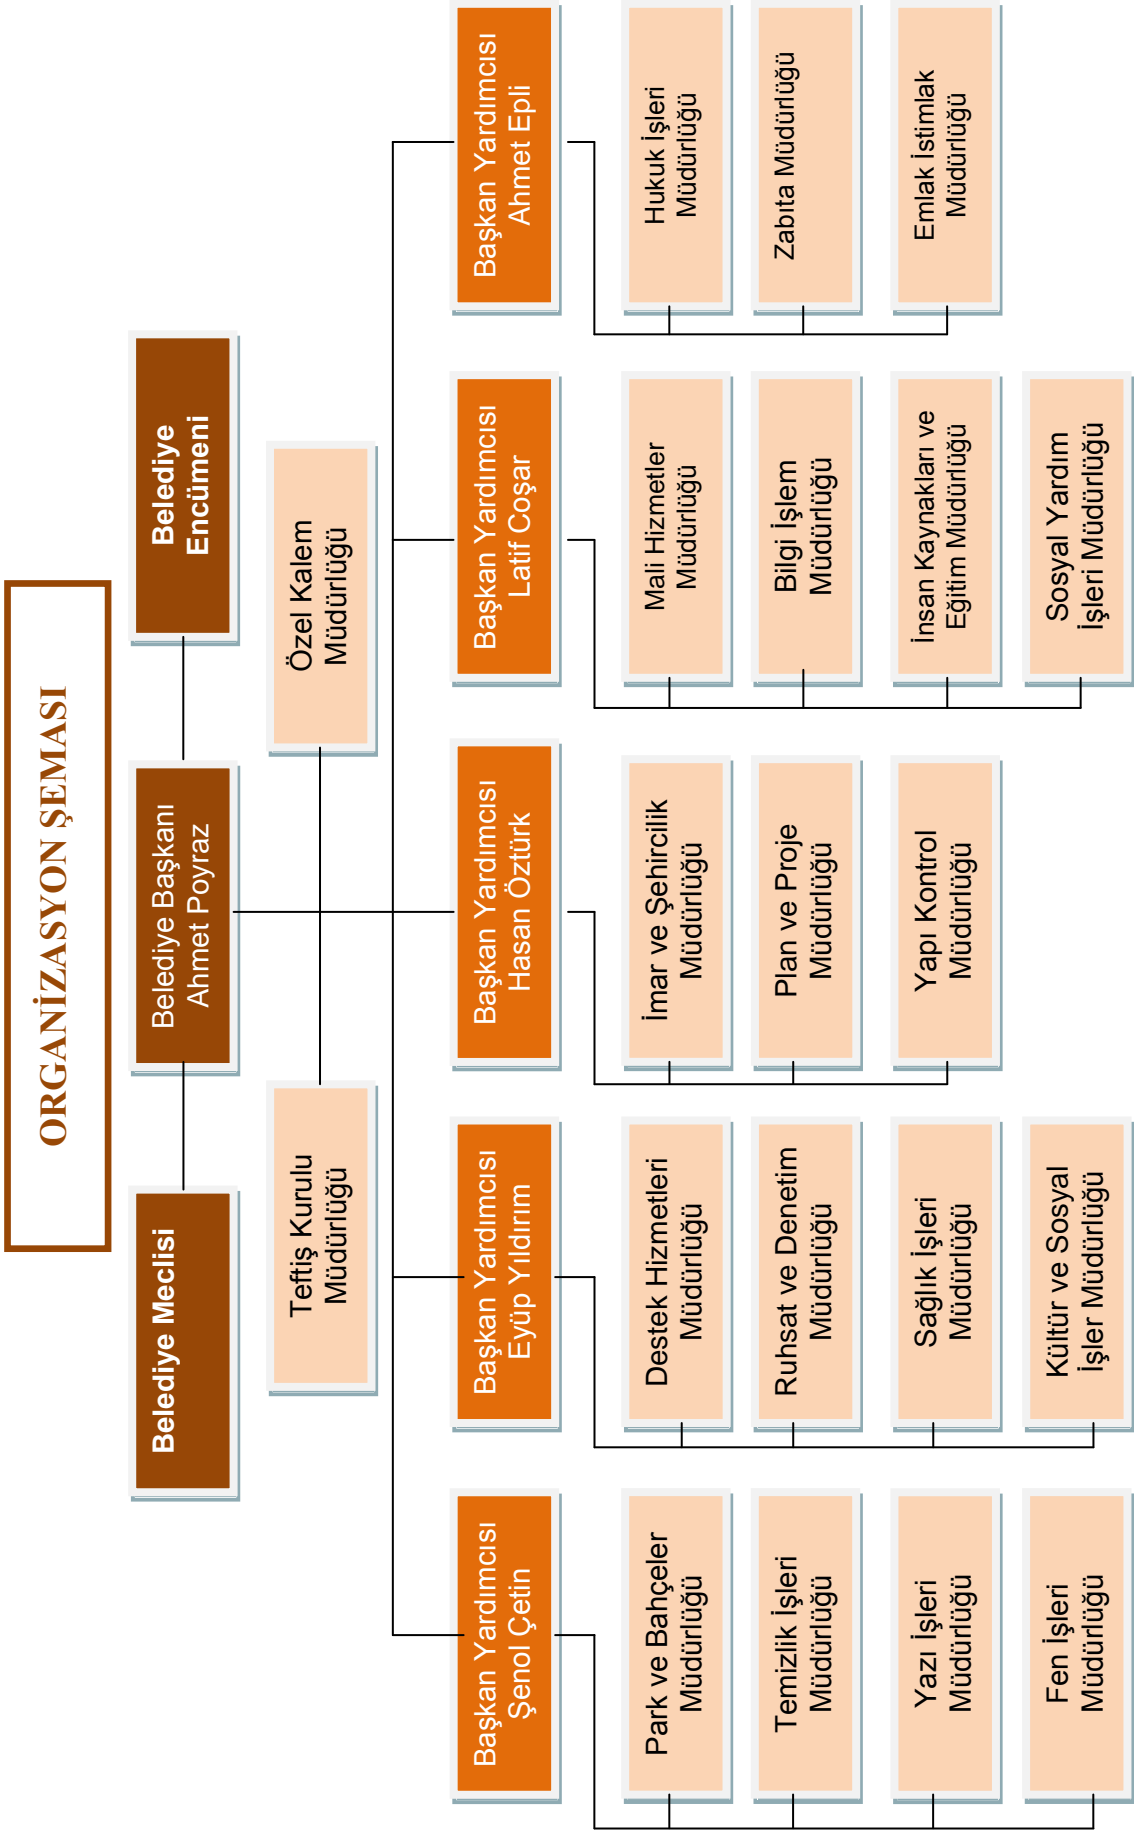 ORGANİZASYON ŞEMASI
Belediye Meclisi
Belediye Başkanı
Ahmet Poyraz
Belediye
Encümeni
Teftiş Kurulu
Müdürlüğü
Özel Kalem
Müdürlüğü
Başkan Yardımcısı
Şenol Çetin
Park ve Bahçeler
Müdürlüğü
Temizlik İşleri
Müdürlüğü
Yazı İşleri
Müdürlüğü
Fen İşleri
Müdürlüğü
Başkan Yardımcısı
Eyüp Yıldırım
Destek Hizmetleri
Müdürlüğü
Ruhsat ve Denetim
Müdürlüğü
Sağlık İşleri
Müdürlüğü
Kültür ve Sosyal
İşler Müdürlüğü
Başkan Yardımcısı
Hasan Öztürk
İmar ve Şehircilik
Müdürlüğü
Plan ve Proje
Müdürlüğü
Yapı Kontrol
Müdürlüğü
Başkan Yardımcısı
Latif Coşar
Mali Hizmetler
Müdürlüğü
Bilgi İşlem
Müdürlüğü
İnsan Kaynakları ve
Eğitim Müdürlüğü
Sosyal Yardım
İşleri Müdürlüğü
Başkan Yardımcısı
Ahmet Epli
Hukuk İşleri
Müdürlüğü
Zabıta Müdürlüğü
Emlak İstimlak
Müdürlüğü